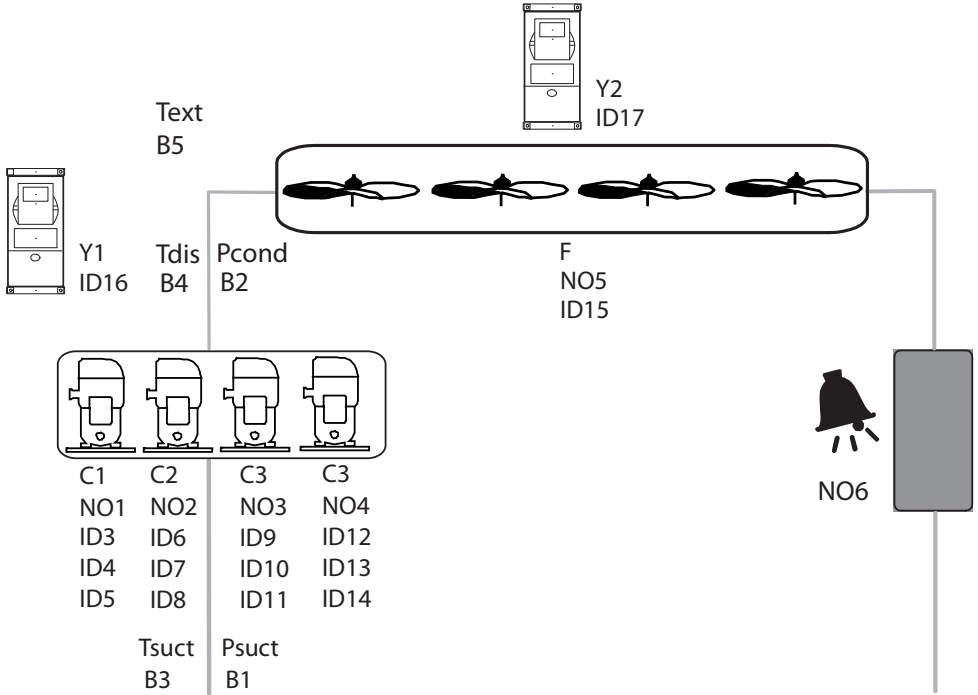 Y2
ID17
Text
B5
Y1
ID16
Tdis
B4
Pcond
B2
F
NO5
ID15
C1
NO1
ID3
ID4
ID5
C2
NO2
ID6
ID7
ID8
C3
NO3
ID9
ID10
ID11
C3
NO4
ID12
ID13
ID14
NO6
Tsuct
B3
Psuct
B1